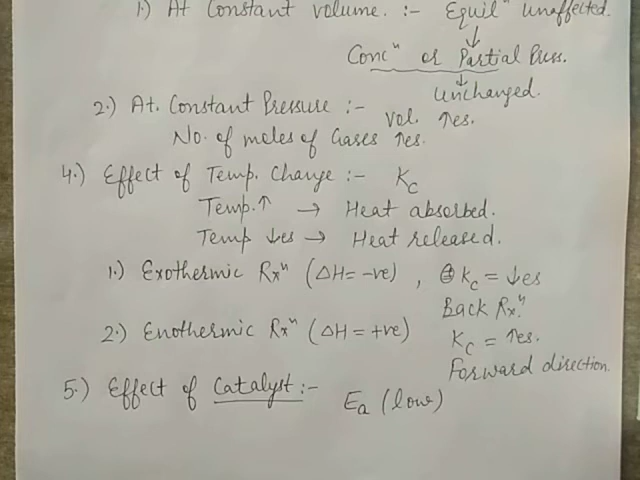 1.) At Constant volume. :- Equilⁿ unaffected.
↓
Concⁿ or Partial Press.
↓
Unchanged.
2.) At. Constant Pressure :- Vol. ↑es.
No. of moles of Gases ↑es.
4.) Effect of Temp. Change :- Kc
Temp.↑ → Heat absorbed.
Temp ↓es → Heat released.
1.) Exothermic Rxⁿ (ΔH= -ve) , Kc = ↓es
Back Rxⁿ.
2.) Enothermic Rxⁿ (ΔH = +ve) Kc = ↑es.
Forward direction.
5.) Effect of Catalyst :- Ea (low)